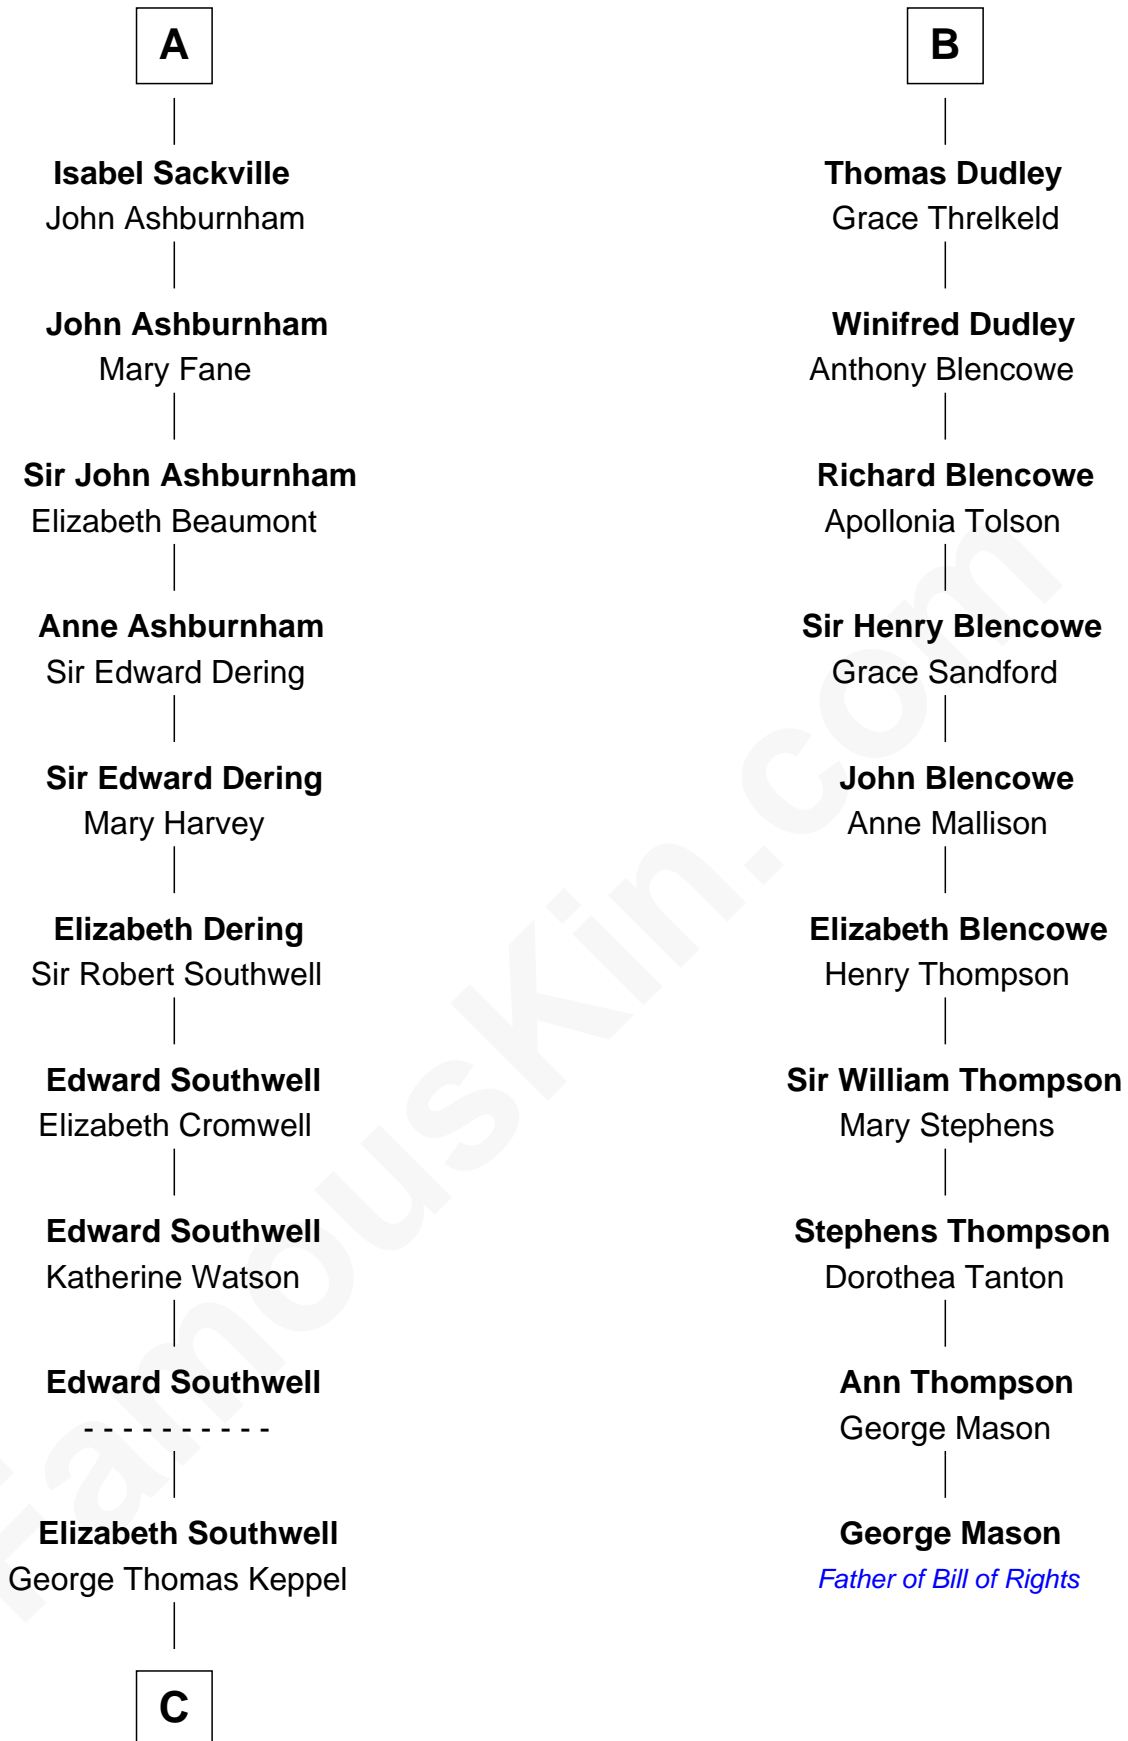 A
Isabel Sackville
John Ashburnham
John Ashburnham
Mary Fane
Sir John Ashburnham
Elizabeth Beaumont
Anne Ashburnham
Sir Edward Dering
Sir Edward Dering
Mary Harvey
Elizabeth Dering
Sir Robert Southwell
Edward Southwell
Elizabeth Cromwell
Edward Southwell
Katherine Watson
Edward Southwell
- - - - - - - - - -
Elizabeth Southwell
George Thomas Keppel
C
B
Thomas Dudley
Grace Threlkeld
Winifred Dudley
Anthony Blencowe
Richard Blencowe
Apollonia Tolson
Sir Henry Blencowe
Grace Sandford
John Blencowe
Anne Mallison
Elizabeth Blencowe
Henry Thompson
Sir William Thompson
Mary Stephens
Stephens Thompson
Dorothea Tanton
Ann Thompson
George Mason
George Mason
Father of Bill of Rights
FamousKin.com